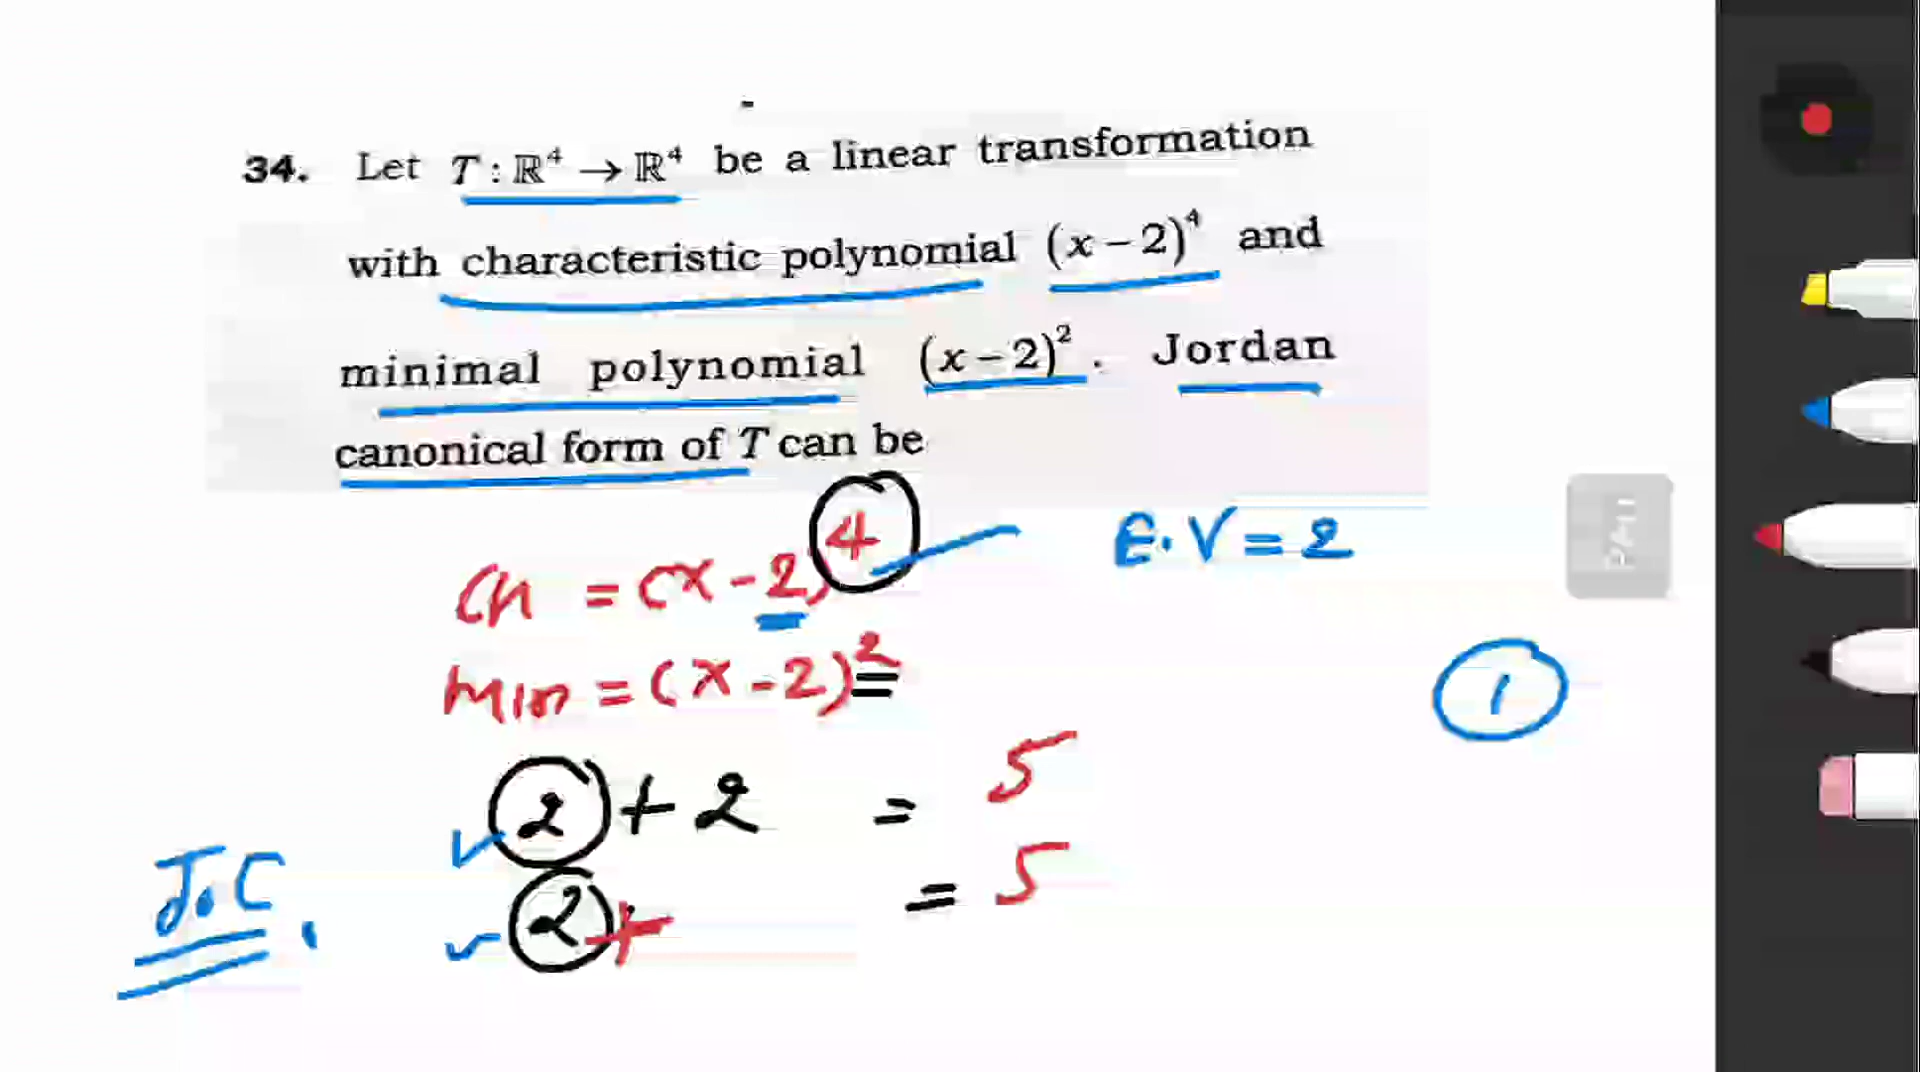 34. Let T : ℝ⁴ → ℝ⁴ be a linear transformation
with characteristic polynomial (x – 2)⁴ and
minimal polynomial (x – 2)². Jordan
canonical form of T can be
Ch = (x - 2)⁴
E.V = 2
Min = (x - 2)²
1
2 + 2 = 5
J.C.
2 + = 5